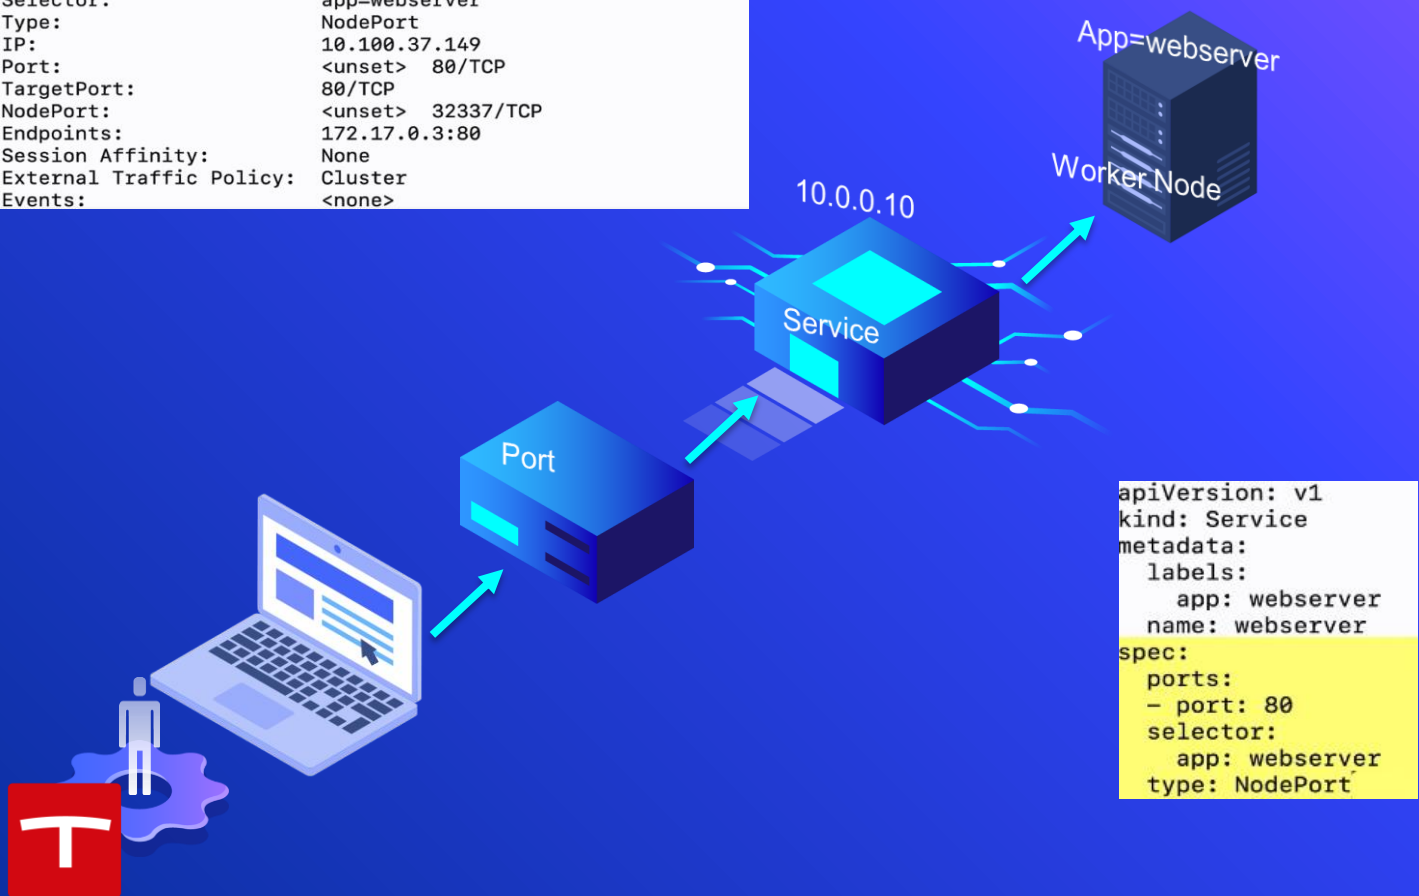 Selector:                  app=webserver
Type:                      NodePort
IP:                        10.100.37.149
Port:                      <unset>  80/TCP
TargetPort:                80/TCP
NodePort:                  <unset>  32337/TCP
Endpoints:                 172.17.0.3:80
Session Affinity:          None
External Traffic Policy:   Cluster
Events:                    <none>
App=webserver
Worker Node
10.0.0.10
Service
Port
apiVersion: v1
kind: Service
metadata:
  labels:
    app: webserver
  name: webserver
spec:
  ports:
  – port: 80
  selector:
    app: webserver
  type: NodePort
T